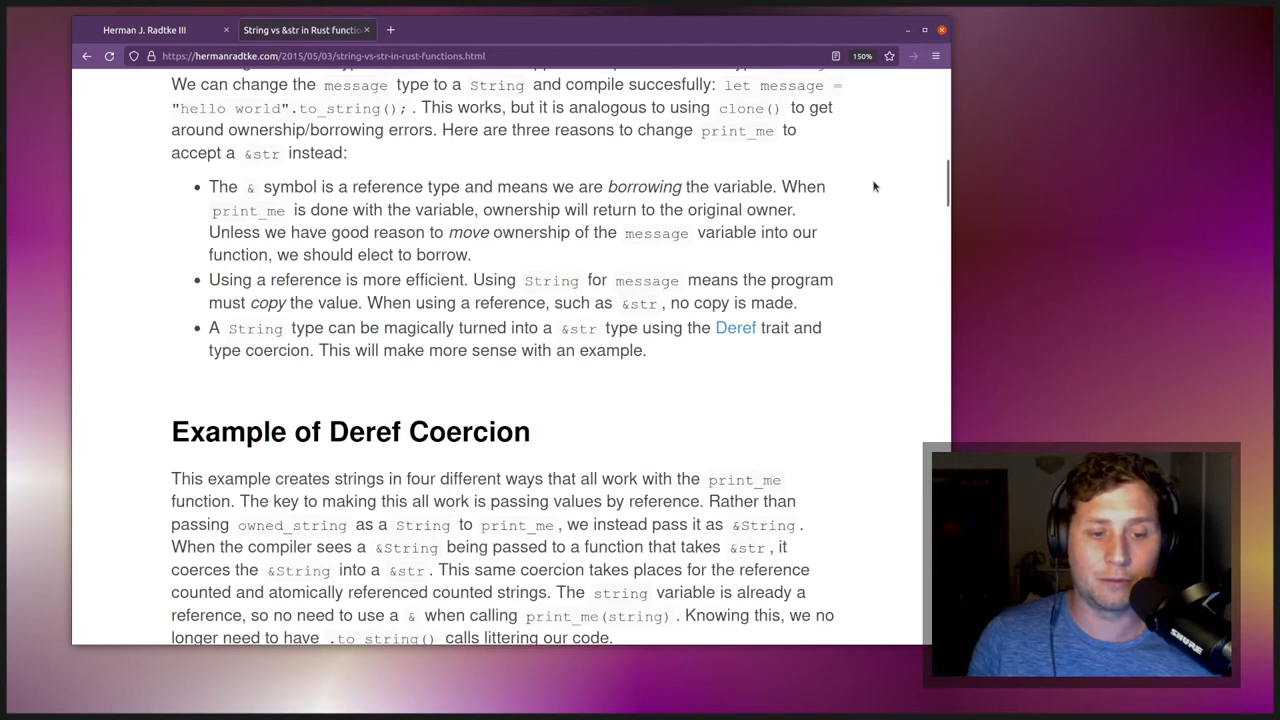 Herman J. Radtke III
String vs &str in Rust functio
https://hermanradtke.com/2015/05/03/string-vs-str-in-rust-functions.html
150%
We can change the message type to a String and compile succesfully: let message =
"hello world".to_string(); . This works, but it is analogous to using clone() to get
around ownership/borrowing errors. Here are three reasons to change print_me to
accept a &str instead:
• The & symbol is a reference type and means we are borrowing the variable. When
print_me is done with the variable, ownership will return to the original owner.
Unless we have good reason to move ownership of the message variable into our
function, we should elect to borrow.
• Using a reference is more efficient. Using String for message means the program
must copy the value. When using a reference, such as &str, no copy is made.
• A String type can be magically turned into a &str type using the Deref trait and
type coercion. This will make more sense with an example.
Example of Deref Coercion
This example creates strings in four different ways that all work with the print_me
function. The key to making this all work is passing values by reference. Rather than
passing owned_string as a String to print_me, we instead pass it as &String.
When the compiler sees a &String being passed to a function that takes &str, it
coerces the &String into a &str. This same coercion takes places for the reference
counted and atomically referenced counted strings. The string variable is already a
reference, so no need to use a & when calling print_me(string). Knowing this, we no
longer need to have .to_string() calls littering our code.
SHURE